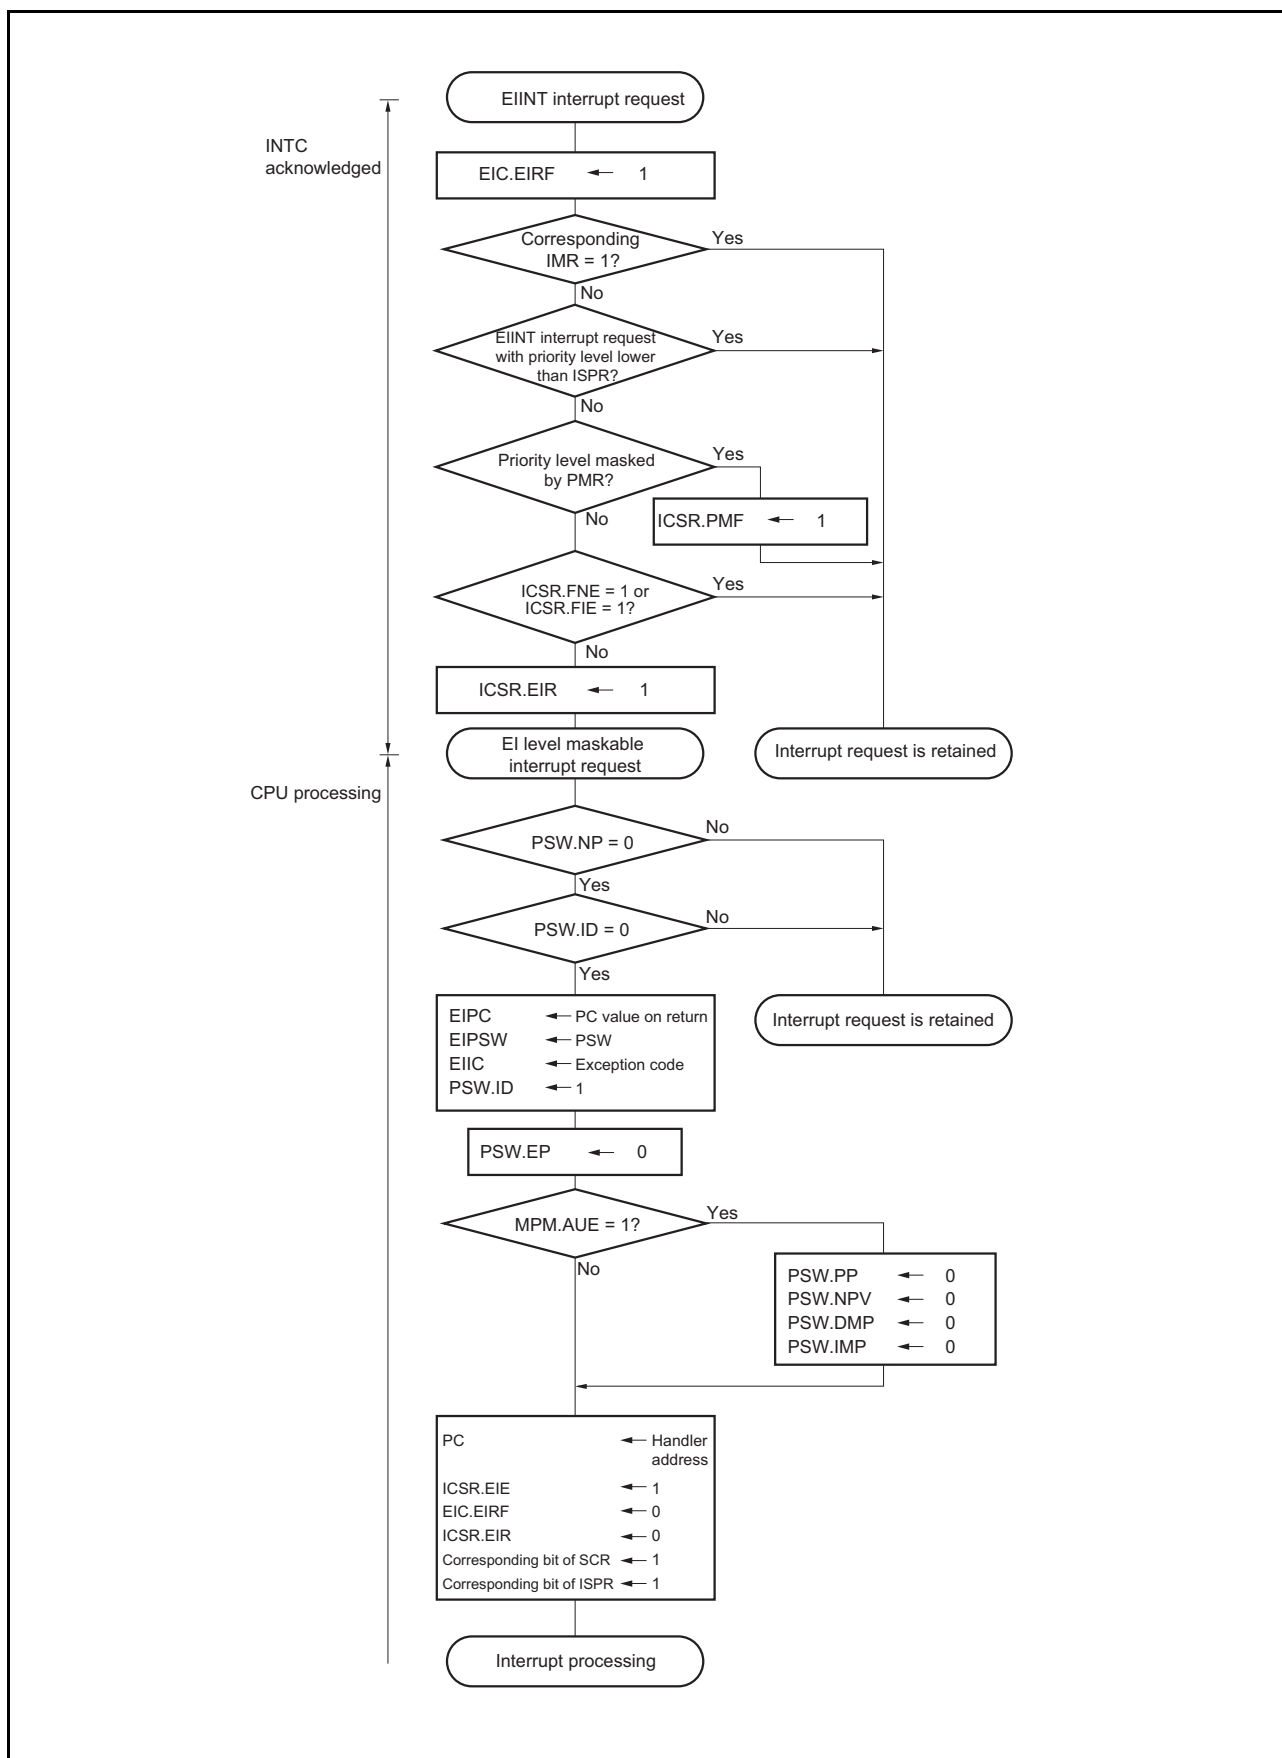 EIINT interrupt request
INTC
acknowledged
EIC.EIRF ← 1
Corresponding
IMR = 1?
Yes
No
EIINT interrupt request
with priority level lower
than ISPR?
Yes
No
Priority level masked
by PMR?
Yes
ICSR.PMF ← 1
No
ICSR.FNE = 1 or
ICSR.FIE = 1?
Yes
No
ICSR.EIR ← 1
EI level maskable
interrupt request
Interrupt request is retained
CPU processing
PSW.NP = 0
No
Yes
PSW.ID = 0
No
Yes
EIPC ← PC value on return
EIPSW ← PSW
EIIC ← Exception code
PSW.ID ← 1
Interrupt request is retained
PSW.EP ← 0
MPM.AUE = 1?
Yes
No
PSW.PP ← 0
PSW.NPV ← 0
PSW.DMP ← 0
PSW.IMP ← 0
PC ← Handler
address
ICSR.EIE ← 1
EIC.EIRF ← 0
ICSR.EIR ← 0
Corresponding bit of SCR ← 1
Corresponding bit of ISPR ← 1
Interrupt processing